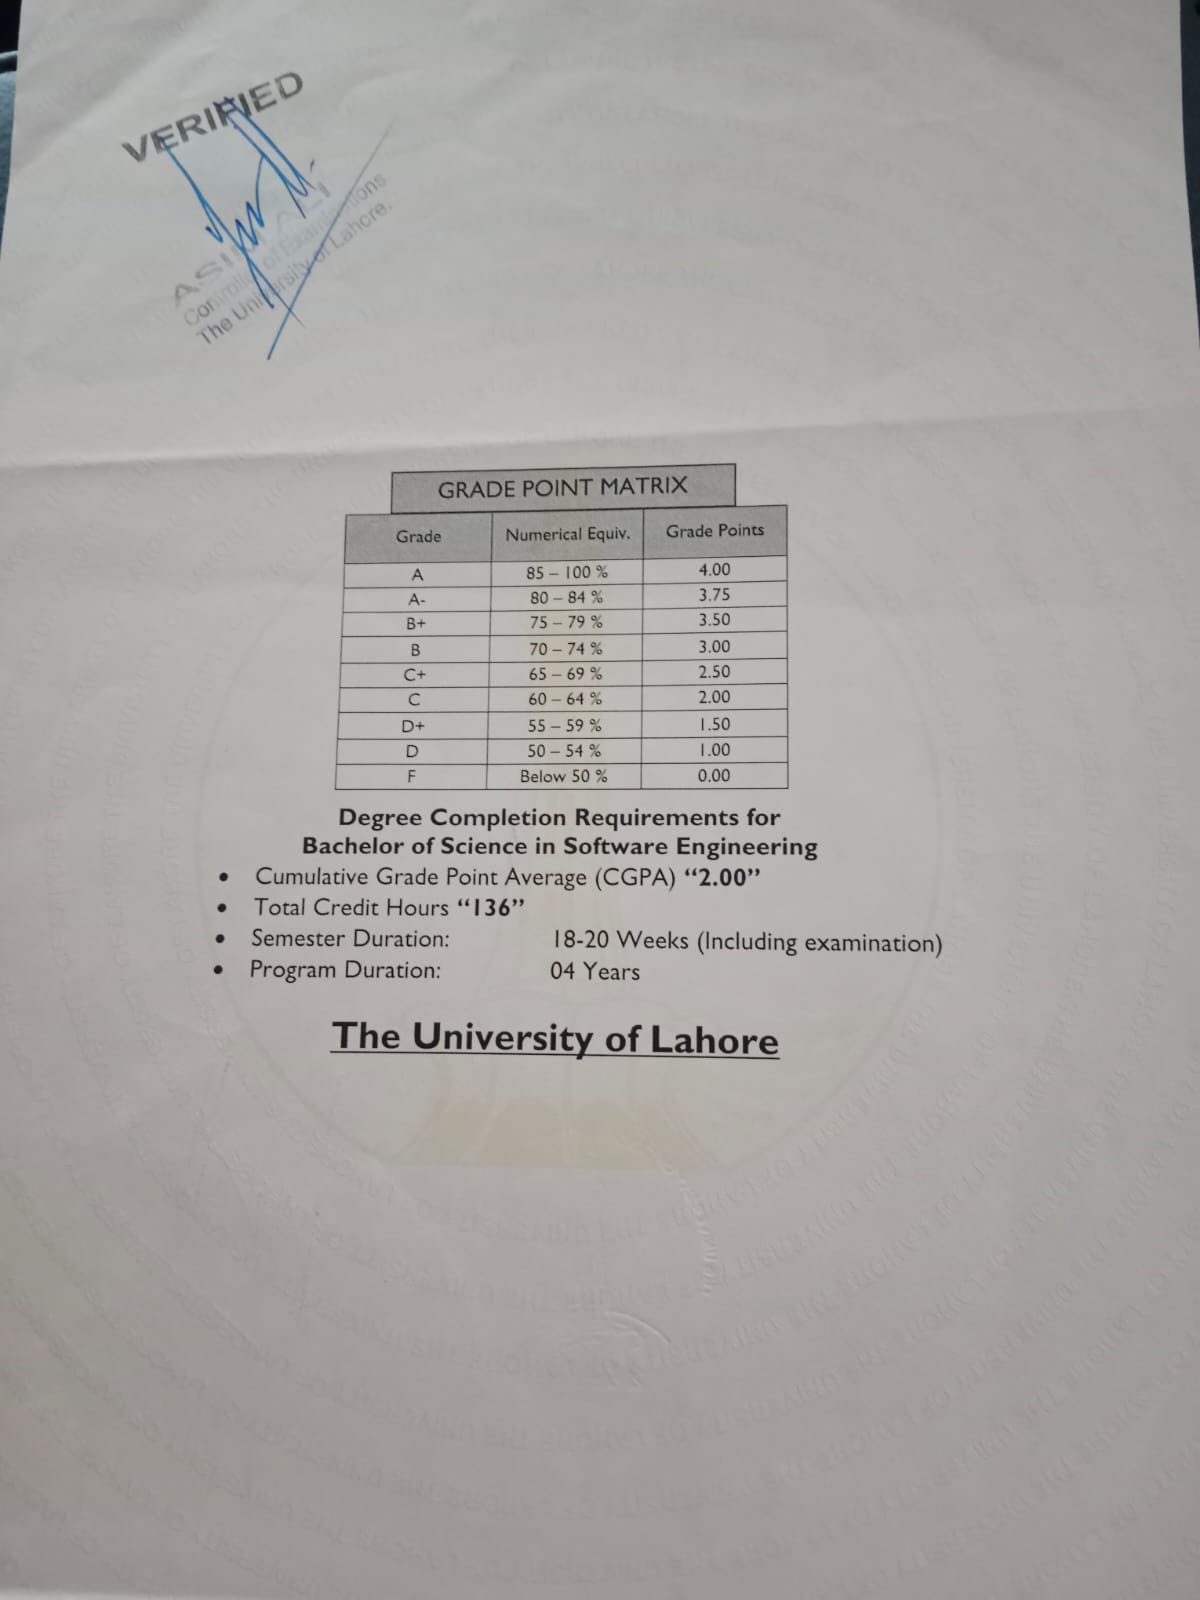 VERIFIED
ASIM ALI
Controller of Examinations
The University of Lahore.
GRADE POINT MATRIX
Grade Numerical Equiv. Grade Points
A 85 – 100 % 4.00
A- 80 – 84 % 3.75
B+ 75 – 79 % 3.50
B 70 – 74 % 3.00
C+ 65 – 69 % 2.50
C 60 – 64 % 2.00
D+ 55 – 59 % 1.50
D 50 – 54 % 1.00
F Below 50 % 0.00
Degree Completion Requirements for
Bachelor of Science in Software Engineering
• Cumulative Grade Point Average (CGPA) “2.00”
• Total Credit Hours “136”
• Semester Duration: 18-20 Weeks (Including examination)
• Program Duration: 04 Years
The University of Lahore